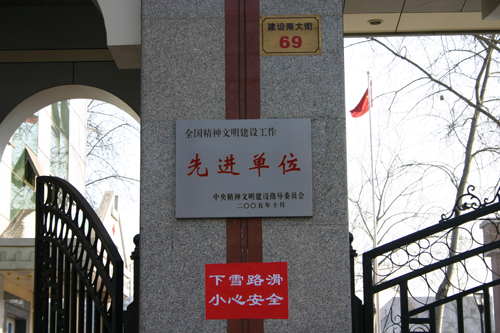 建设南大街
69
全国精神文明建设工作
先进单位
中央精神文明建设指导委员会
二〇〇五年十月
下雪路滑
小心安全